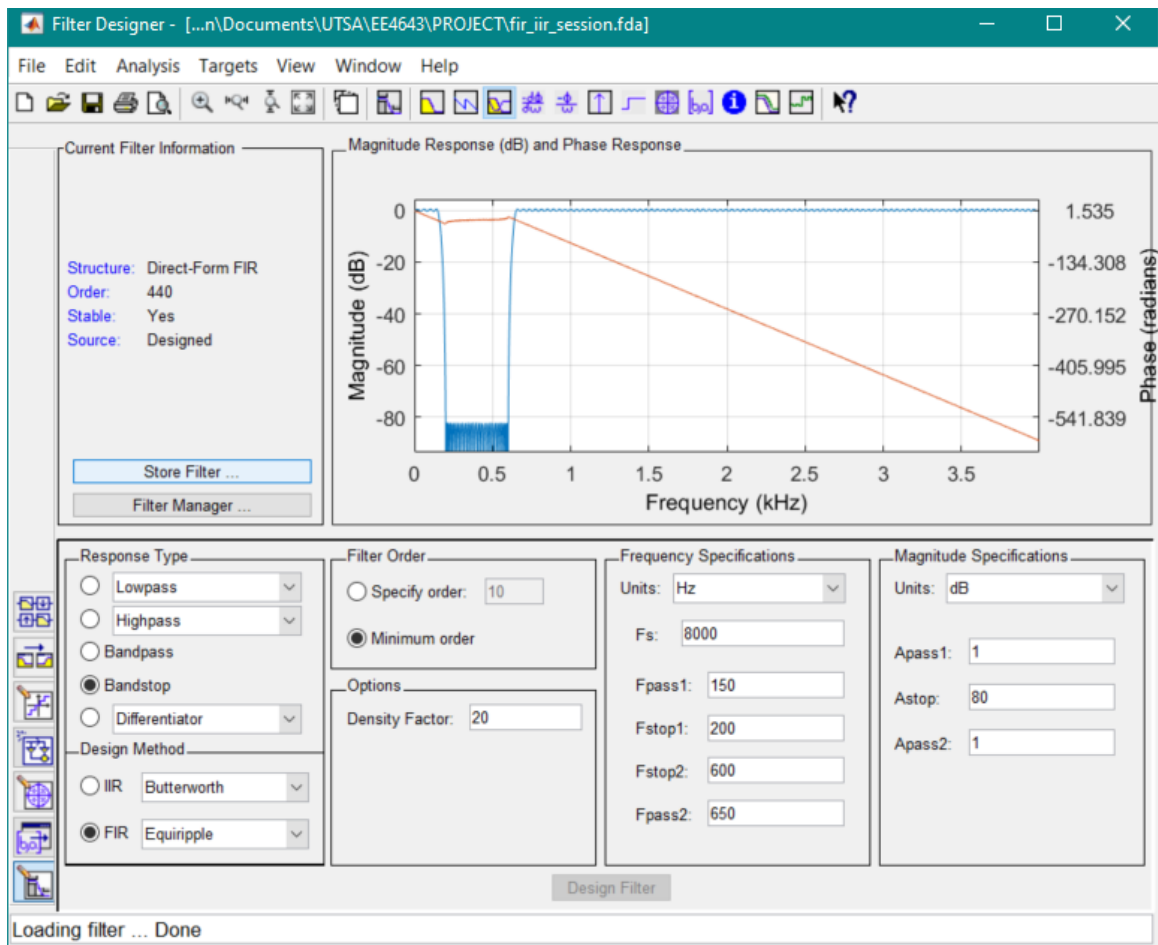 Filter Designer - [...n\Documents\UTSA\EE4643\PROJECT\fir_iir_session.fda]
File Edit Analysis Targets View Window Help
Current Filter Information
Structure: Direct-Form FIR
Order: 440
Stable: Yes
Source: Designed
Store Filter ...
Filter Manager ...
Magnitude Response (dB) and Phase Response
Magnitude (dB)
0
-20
-40
-60
-80
0 0.5 1 1.5 2 2.5 3 3.5
Frequency (kHz)
1.535
-134.308
-270.152
-405.995
-541.839
Phase (radians)
Response Type
Lowpass
Highpass
Bandpass
Bandstop
Differentiator
Design Method
IIR Butterworth
FIR Equiripple
Filter Order
Specify order: 10
Minimum order
Options
Density Factor: 20
Frequency Specifications
Units: Hz
Fs: 8000
Fpass1: 150
Fstop1: 200
Fstop2: 600
Fpass2: 650
Magnitude Specifications
Units: dB
Apass1: 1
Astop: 80
Apass2: 1
Design Filter
Loading filter ... Done